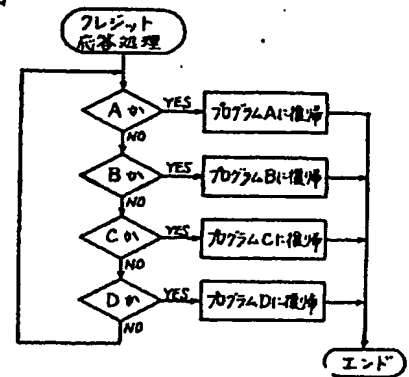 クレジット
応答処理
Aか YES プログラムAに復帰
NO
Bか YES プログラムBに復帰
NO
Cか YES プログラムCに復帰
NO
Dか YES プログラムDに復帰
NO
エンド